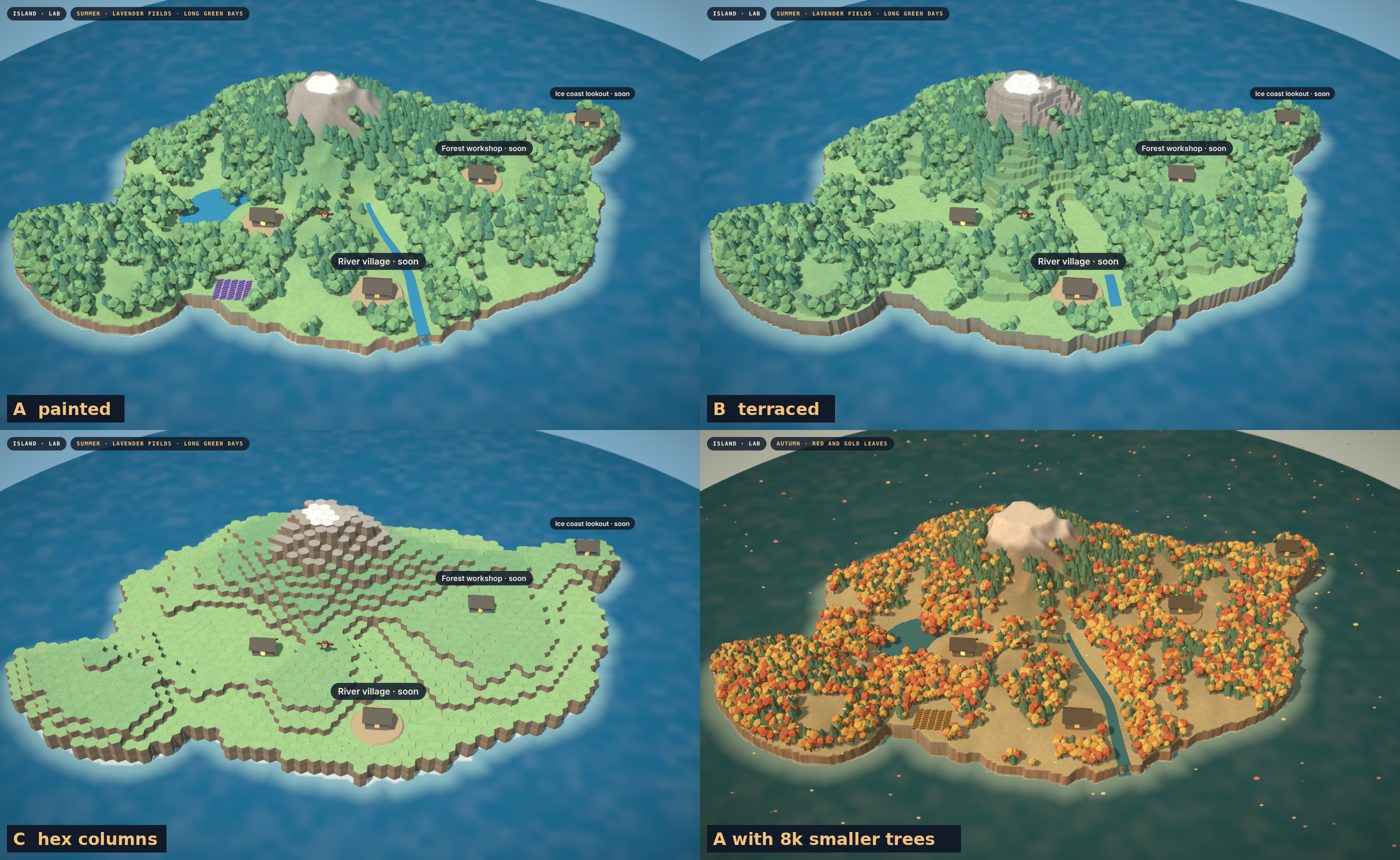 ISLAND · LAB
SUMMER · LAVENDER FIELDS · LONG GREEN DAYS
Ice coast lookout · soon
Forest workshop · soon
River village · soon
A painted
ISLAND · LAB
SUMMER · LAVENDER FIELDS · LONG GREEN DAYS
Ice coast lookout · soon
Forest workshop · soon
River village · soon
B terraced
ISLAND · LAB
SUMMER · LAVENDER FIELDS · LONG GREEN DAYS
Ice coast lookout · soon
Forest workshop · soon
River village · soon
C hex columns
ISLAND · LAB
AUTUMN · RED AND GOLD LEAVES
A with 8k smaller trees